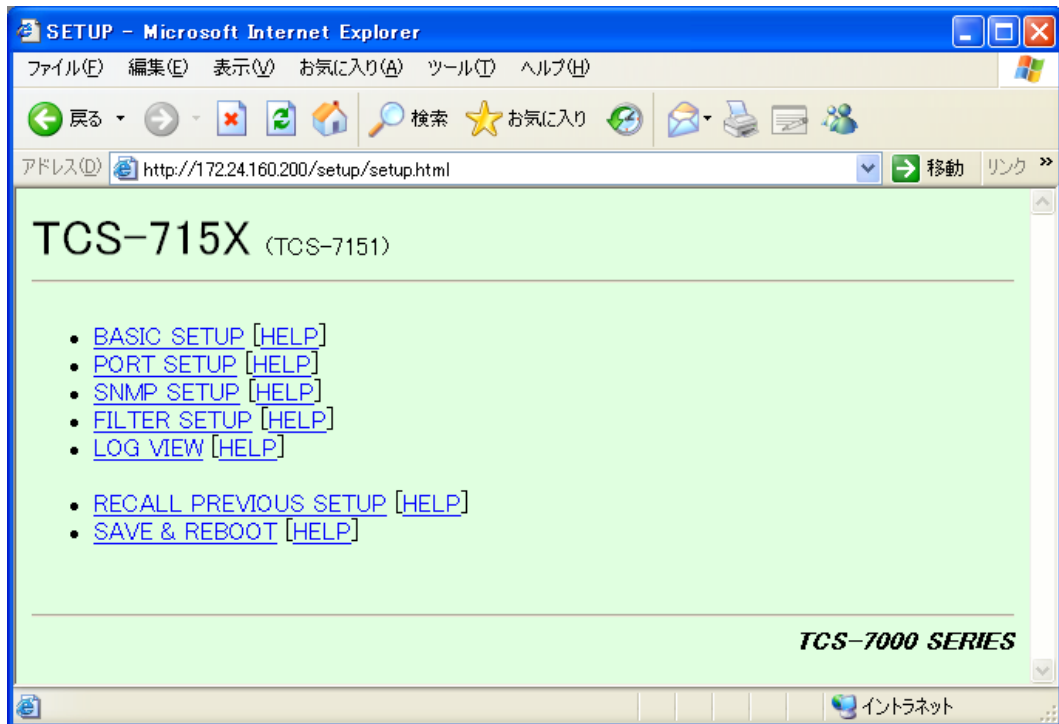 SETUP - Microsoft Internet Explorer
ファイル(F) 編集(E) 表示(V) お気に入り(A) ツール(T) ヘルプ(H)
戻る 検索 お気に入り
アドレス(D) http://172.24.160.200/setup/setup.html 移動 リンク »
TCS-715X (TCS-7151)
• BASIC SETUP [HELP]
• PORT SETUP [HELP]
• SNMP SETUP [HELP]
• FILTER SETUP [HELP]
• LOG VIEW [HELP]
• RECALL PREVIOUS SETUP [HELP]
• SAVE & REBOOT [HELP]
TCS-7000 SERIES
イントラネット